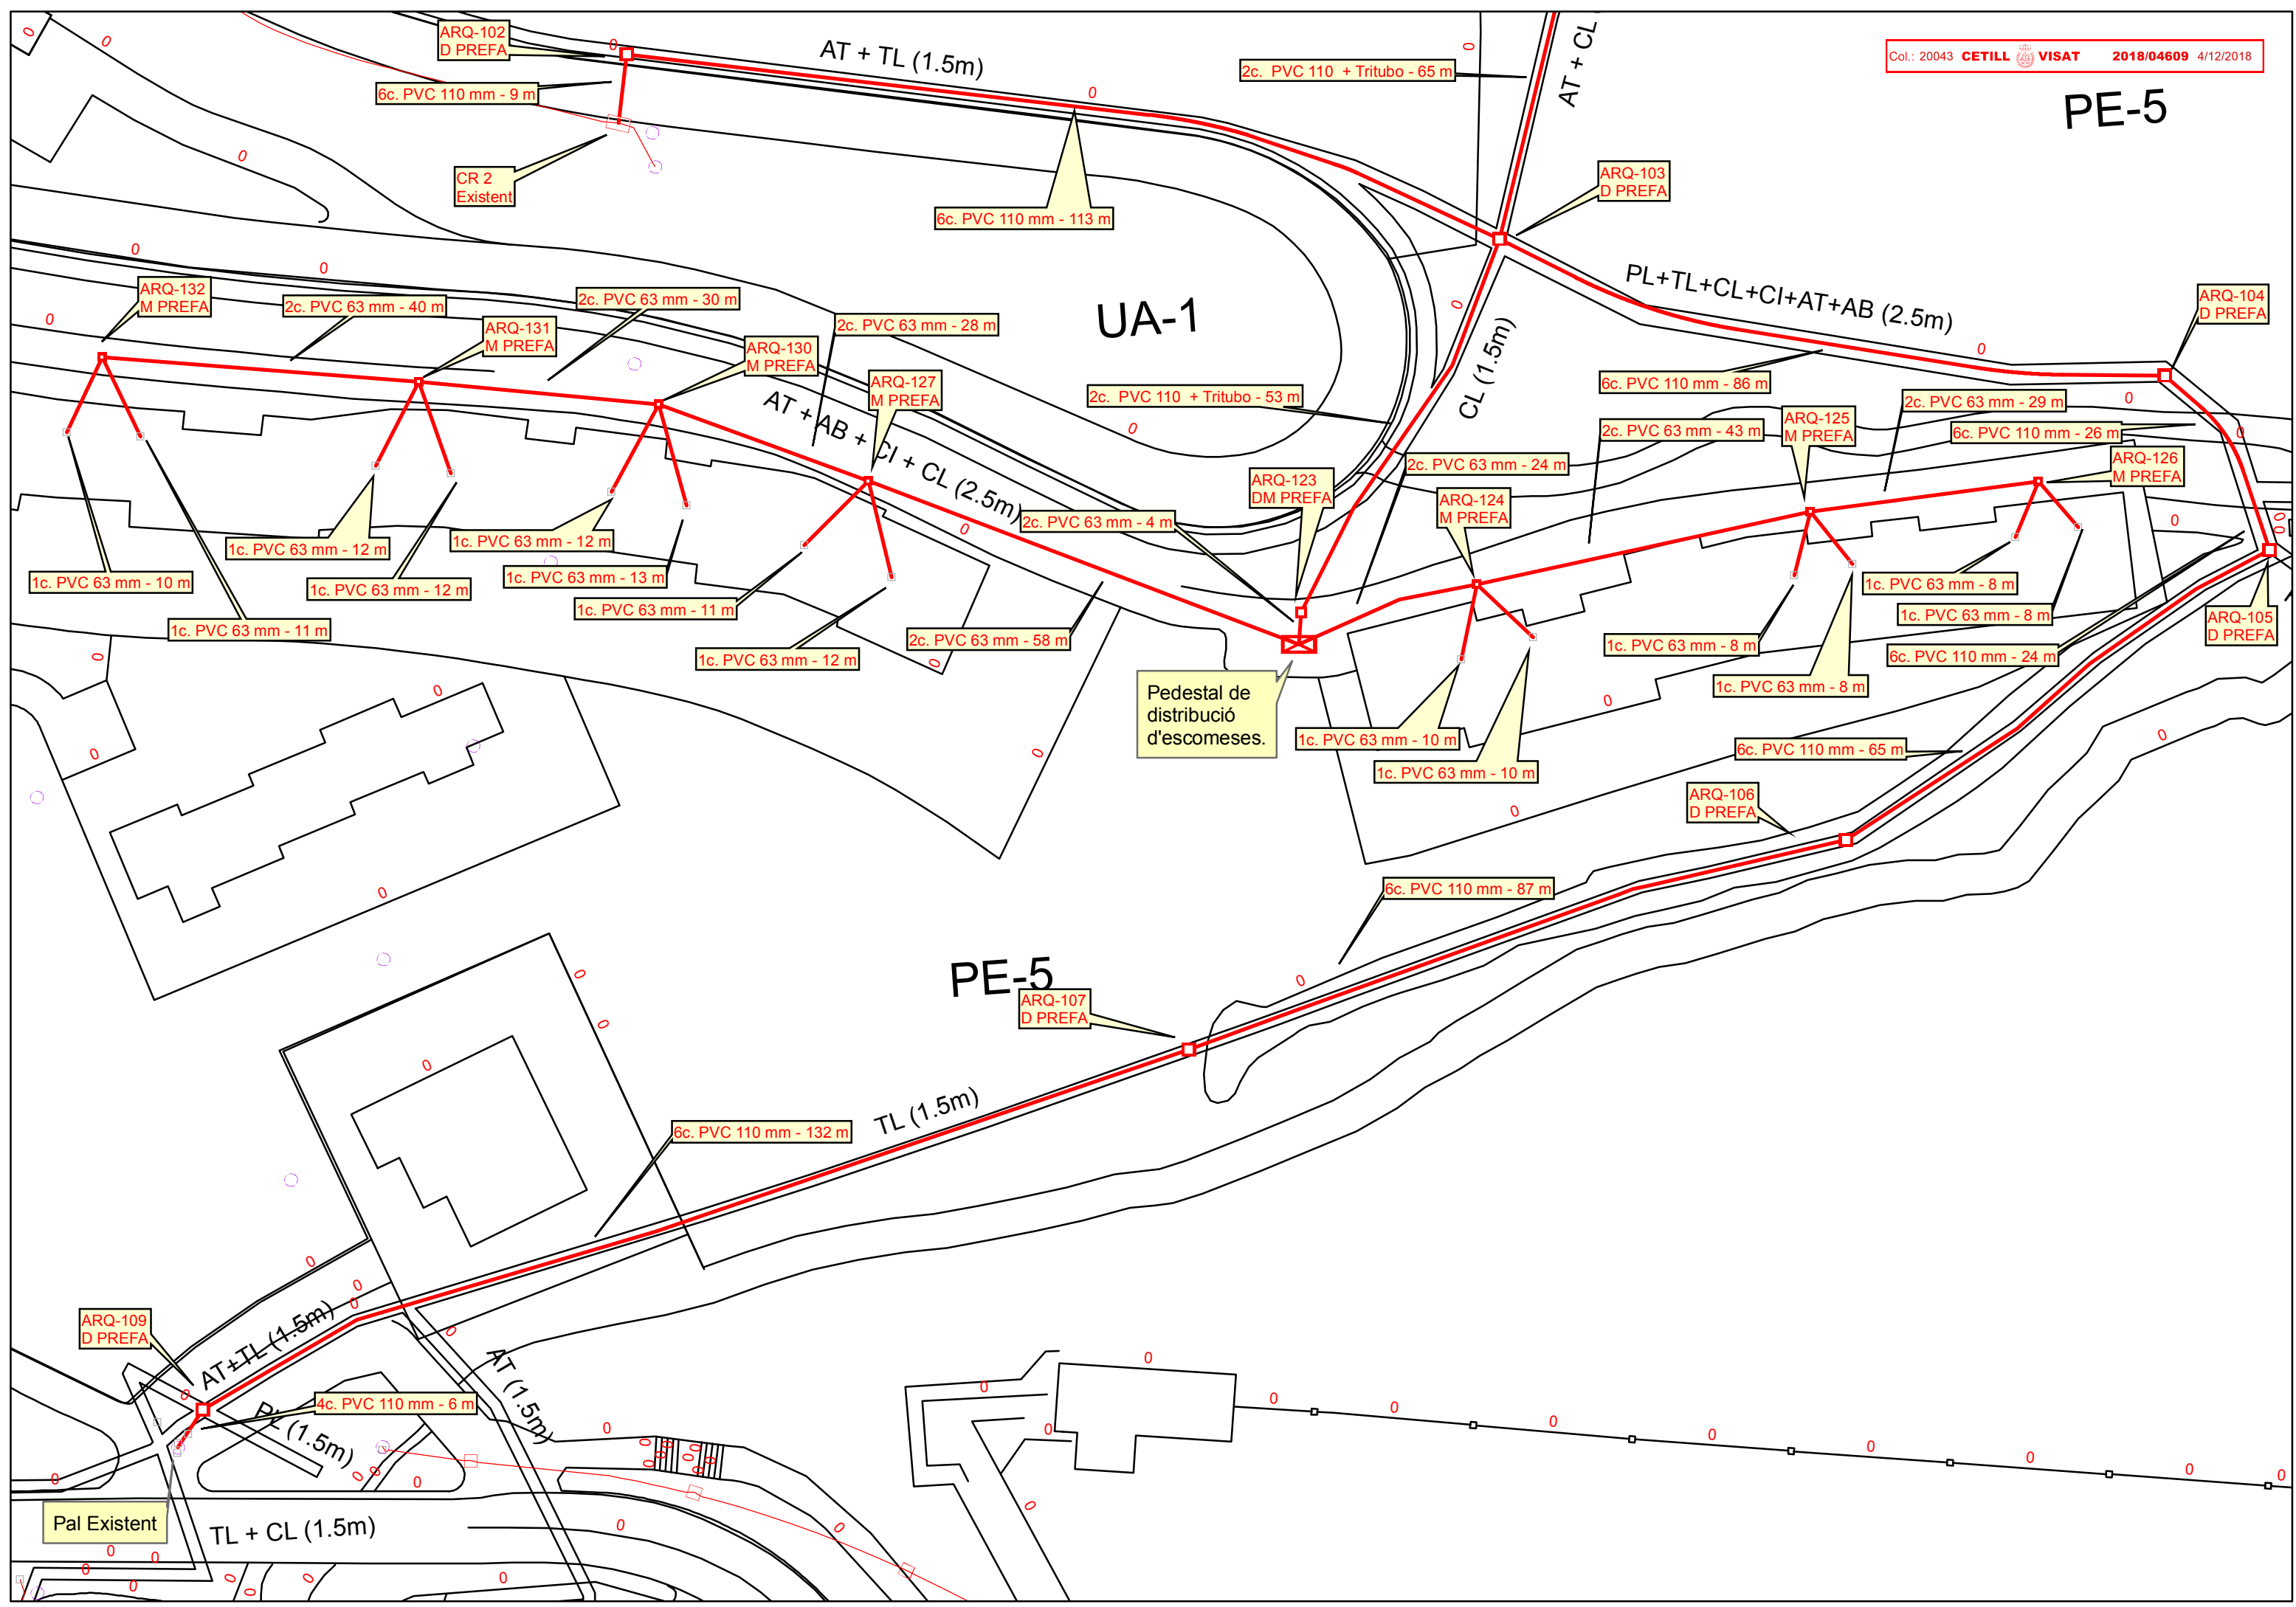 ARQ-102
D PREFA
AT + TL (1.5m)
2c. PVC 110 + Tritubo - 65 m
AT + CL
Col.: 20043 CETILL VISAT 2018/04609 4/12/2018
PE-5
6c. PVC 110 mm - 9 m
CR 2
Existent
6c. PVC 110 mm - 113 m
ARQ-103
D PREFA
PL+TL+CL+CI+AT+AB (2.5m)
ARQ-104
D PREFA
ARQ-132
M PREFA
2c. PVC 63 mm - 40 m
2c. PVC 63 mm - 30 m
ARQ-131
M PREFA
ARQ-130
M PREFA
2c. PVC 63 mm - 28 m
UA-1
ARQ-127
M PREFA
2c. PVC 110 + Tritubo - 53 m
CL (1.5m)
6c. PVC 110 mm - 86 m
2c. PVC 63 mm - 29 m
AT + AB + CI + CL (2.5m)
2c. PVC 63 mm - 43 m
ARQ-125
M PREFA
6c. PVC 110 mm - 26 m
ARQ-126
M PREFA
2c. PVC 63 mm - 24 m
ARQ-123
DM PREFA
ARQ-124
M PREFA
2c. PVC 63 mm - 4 m
1c. PVC 63 mm - 12 m
1c. PVC 63 mm - 12 m
1c. PVC 63 mm - 10 m
1c. PVC 63 mm - 12 m
1c. PVC 63 mm - 13 m
1c. PVC 63 mm - 11 m
1c. PVC 63 mm - 11 m
1c. PVC 63 mm - 12 m
2c. PVC 63 mm - 58 m
1c. PVC 63 mm - 8 m
1c. PVC 63 mm - 8 m
ARQ-105
D PREFA
1c. PVC 63 mm - 8 m
6c. PVC 110 mm - 24 m
1c. PVC 63 mm - 8 m
Pedestal de
distribució
d'escomeses.
1c. PVC 63 mm - 10 m
1c. PVC 63 mm - 10 m
6c. PVC 110 mm - 65 m
ARQ-106
D PREFA
6c. PVC 110 mm - 87 m
PE-5
ARQ-107
D PREFA
TL (1.5m)
6c. PVC 110 mm - 132 m
ARQ-109
D PREFA
AT+TL (1.5m)
4c. PVC 110 mm - 6 m
PL (1.5m)
AT (1.5m)
Pal Existent
TL + CL (1.5m)